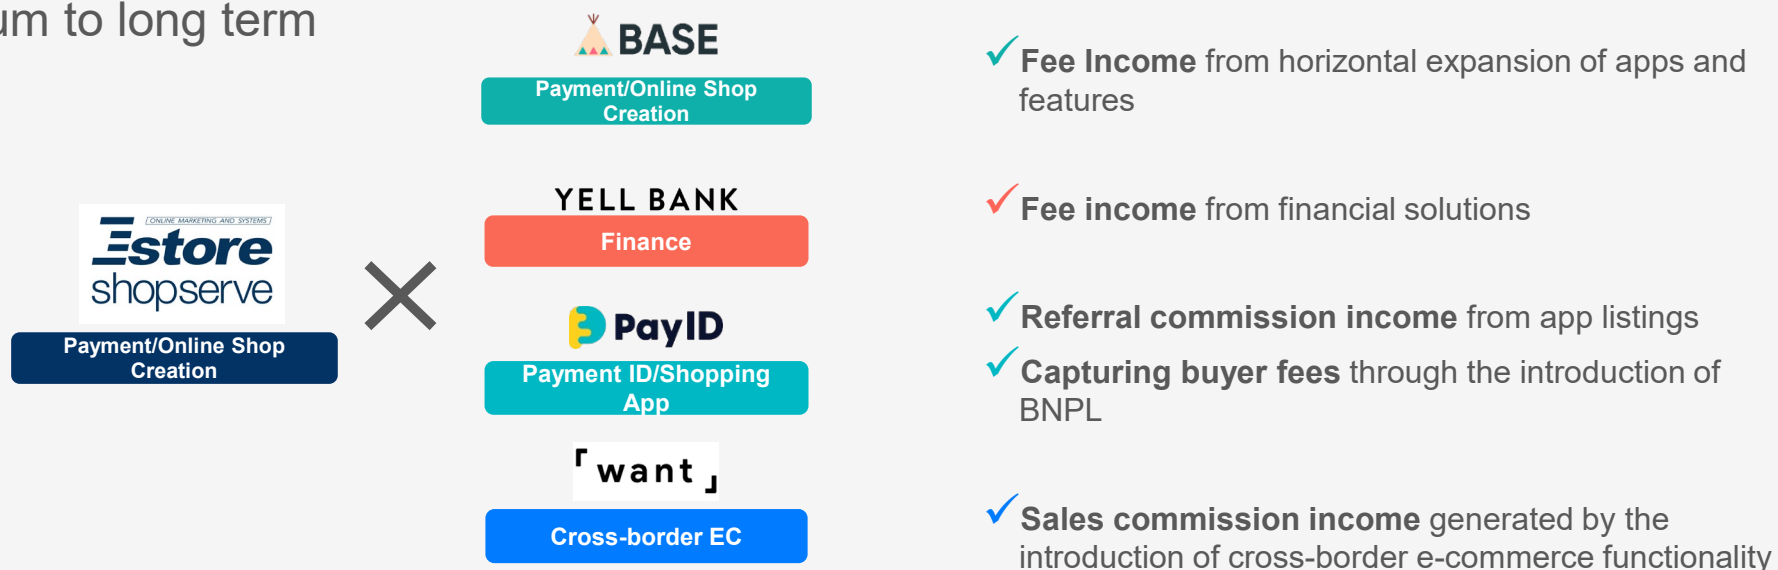 um to long term
BASE
Payment/Online Shop
Creation
✓Fee Income from horizontal expansion of apps and
features
YELL BANK
Finance
✓Fee income from financial solutions
ONLINE MARKETING AND SYSTEMS
Estore
shopserve
Payment/Online Shop
Creation
×
PayID
Payment ID/Shopping
App
✓Referral commission income from app listings
✓Capturing buyer fees through the introduction of
BNPL
「want」
Cross-border EC
✓Sales commission income generated by the
introduction of cross-border e-commerce functionality